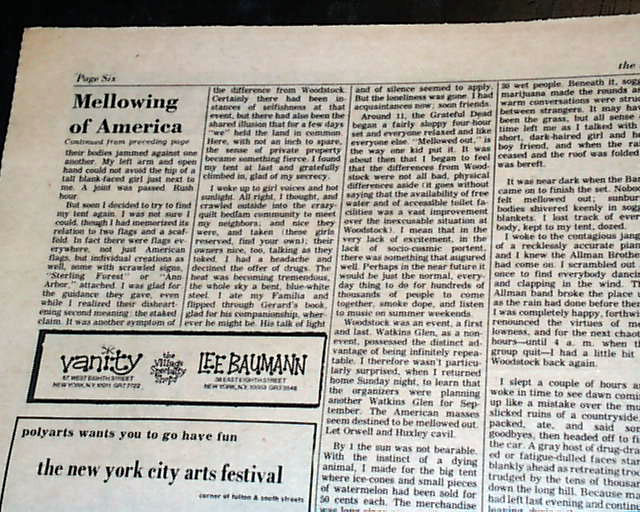 Page Six
the
Mellowing
of America
Continued from preceding page
their bodies jammed against one
another. My left arm and open
hand could not avoid the hip of a
tall blank-faced girl just next to
me. A joint was passed. Rush
hour.
But soon I decided to try to find
my tent again. I was not sure I
could, though I had memorized its
relation to two flags and a scaf-
fold. In fact there were flags ev-
erywhere, not just American
flags, but individual creations as
well, some with scrawled signs,
"Sterling Forest" or "Ann
Arbor," attached. I was glad for
the guidance they gave, even
while I realized their disheart-
ening second meaning: the staked
claim. It was another symptom of
the difference from Woodstock.
Certainly there had been in-
stances of selfishness at that
event, but there had also been the
shared illusion that for a few days
"we" held the land in common.
Here, with not an inch to spare,
the sense of private property
became something fierce. I found
my tent at last and gratefully
climbed in, glad of my secrecy.
I woke up to girl voices and hot
sunlight. All right, I thought, and
crawled outside into the crazy-
quilt bedlam community to meet
my neighbors; and nice they
were, and taken (these girls
reserved, find your own); their
owners nice, too, talking as they
toked. I had a headache and
declined the offer of drugs. The
heat was becoming tremendous,
the whole sky a bent, blue-white
steel. I ate my Familia and
flipped through Gerard's book,
glad for his companionship, wher-
ever he might be. His talk of light
and of silence seemed to apply.
But the loneliness was gone. I had
acquaintances now; soon friends.
Around 11, the Grateful Dead
began a fairly sloppy four-hour
set and everyone relaxed and like
everyone else. "Mellowed out," is
the way one kid put it. It was
about then that I began to feel
that the differences from Wood-
stock were not all bad, physical
differences aside (it goes without
saying that the availability of free
water and of accessible toilet fa-
cilities was a vast improvement
over the inexcusable situation at
Woodstock). I mean that in the
very lack of excitement, in the
lack of socio-cosmic portent,
there was something that augured
well. Perhaps in the near future it
would be just the normal, every-
day thing to do for hundreds of
thousands of people to come
together, smoke dope, and listen
to music on summer weekends.
Woodstock was an event, a first
and last. Watkins Glen, as a non-
event, possessed the distinct ad-
vantage of being infinitely repea-
table. I therefore wasn't particu-
larly surprised, when I returned
home Sunday night, to learn that
the organizers were planning
another Watkins Glen for Sep-
tember. The American masses
seem destined to be mellowed out.
Let Orwell and Huxley cavil.
By 1 the sun was not bearable.
With the instinct of a dying
animal, I made for the big tent
where ice-cones and small pieces
of watermelon had been sold for
50 cents each. The merchandise
was long
30 wet people. Beneath it, sogg
marijuana made the rounds a
warm conversations were str
between strangers. It may ha
been the grass, but all sense
time left me as I talked with
short, dark-haired girl and h
boy friend, and when the ra
ceased and the roof was folded
was bereft.
It was near dark when the Ban
came on to finish the set. Nobo
felt mellowed out; sunbur
bodies shivered keenly in sogg
blankets. I lost track of ever
body, kept to my tent, dozed.
I woke to the contagious jang
of a recklessly accurate pian
and knew the Allman Brother
had come on. I scrambled out
once to find everybody dancin
and clapping in the wind. Th
Allman band broke the place
as the rain had done before the
I was completely happy, forthwi
renounced the virtues of m
lowness, and for the next chao
hours—until 4 a. m. when th
group quit—I had a little bit
Woodstock back again.
I slept a couple of hours a
woke in time to see dawn com
up like a mistake over the mu
slicked ruins of a countryside.
packed, ate, and said so
goodbyes, then headed off to f
the car. A gray host of drug-dra
ed or fatigue-dulled faces sta
blankly ahead as retreating tro
trudged by the tens of thousan
down the long hill. Because m
had left last evening and contin
vanity
57 WEST EIGHTH STREET
the Village Specialty Shops
LEE BAUMANN
polyarts wants you to go have fun
the new york city arts festival
corner of fulton & south streets